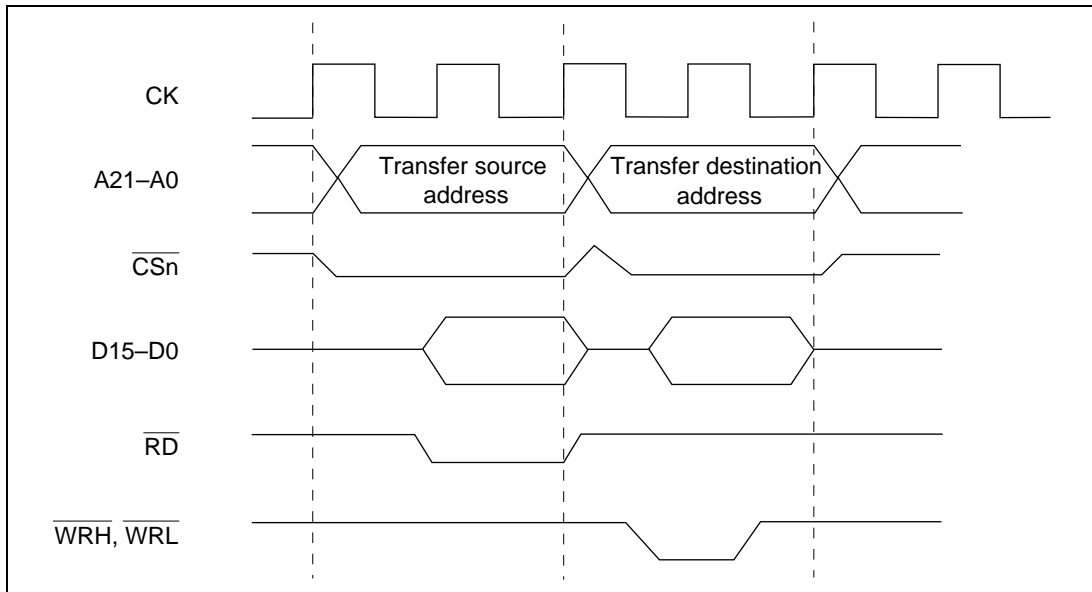 CK
A21–A0
Transfer source
address
Transfer destination
address
CSn
D15–D0
RD
WRH, WRL